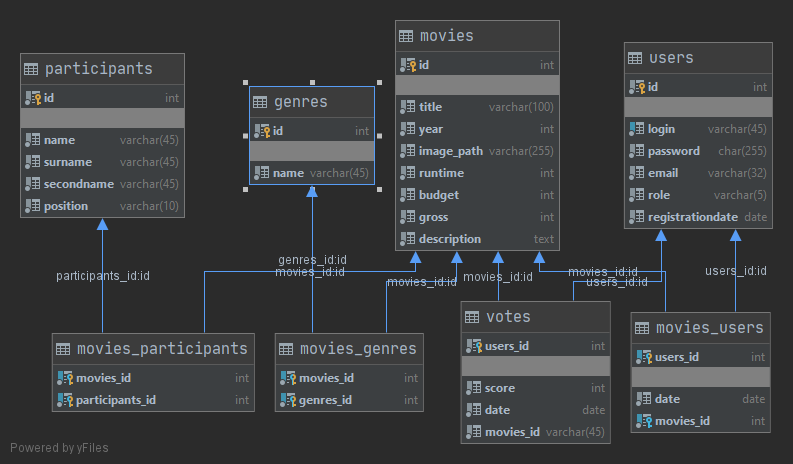 participants
id int
name varchar(45)
surname varchar(45)
secondname varchar(45)
position varchar(10)
genres
id int
name varchar(45)
movies
id int
title varchar(100)
year int
image_path varchar(255)
runtime int
budget int
gross int
description text
users
id int
login varchar(45)
password char(255)
email varchar(32)
role varchar(5)
registrationdate date
participants_id:id
genres_id:id
movies_id:id
movies_id:id
movies_id:id
movies_id:id
users_id:id
users_id:id
movies_participants
movies_id int
participants_id int
movies_genres
movies_id int
genres_id int
votes
users_id int
score int
date date
movies_id varchar(45)
movies_users
users_id int
date date
movies_id int
Powered by yFiles